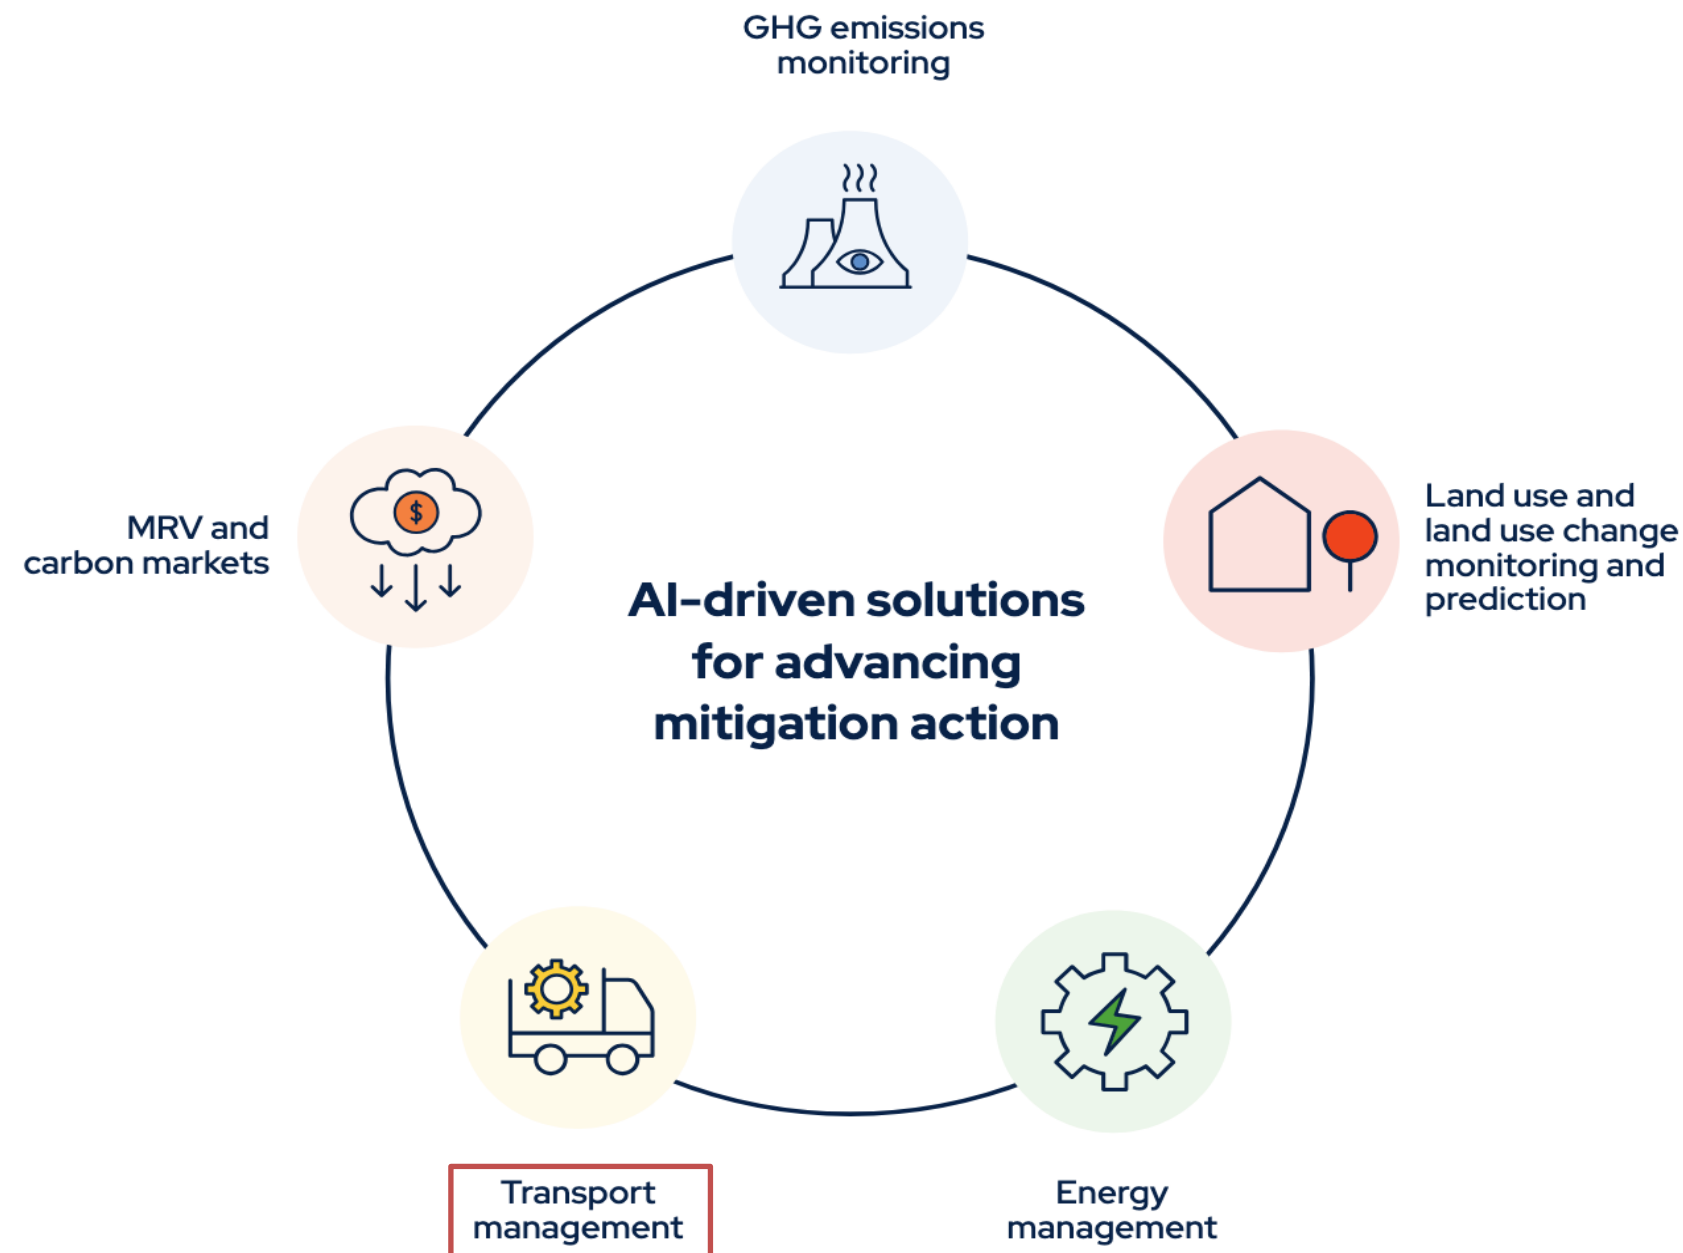 GHG emissions
monitoring
$
MRV and
carbon markets
Land use and
land use change
monitoring and
prediction
AI-driven solutions
for advancing
mitigation action
Transport
management
Energy
management